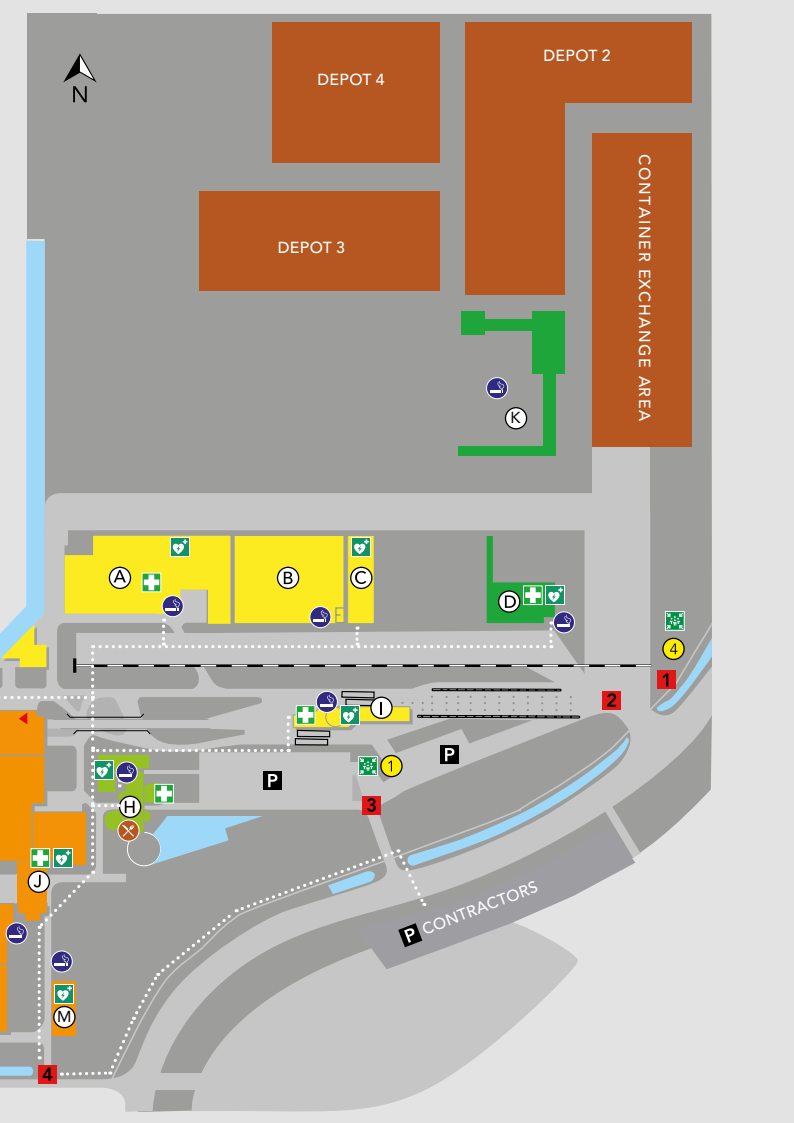 DEPOT 2
DEPOT 4
N
CONTAINER EXCHANGE AREA
DEPOT 3
K
A
B
C
D
E
4
1
2
I
P
1
P
3
H
J
CONTRACTORS
P
M
4